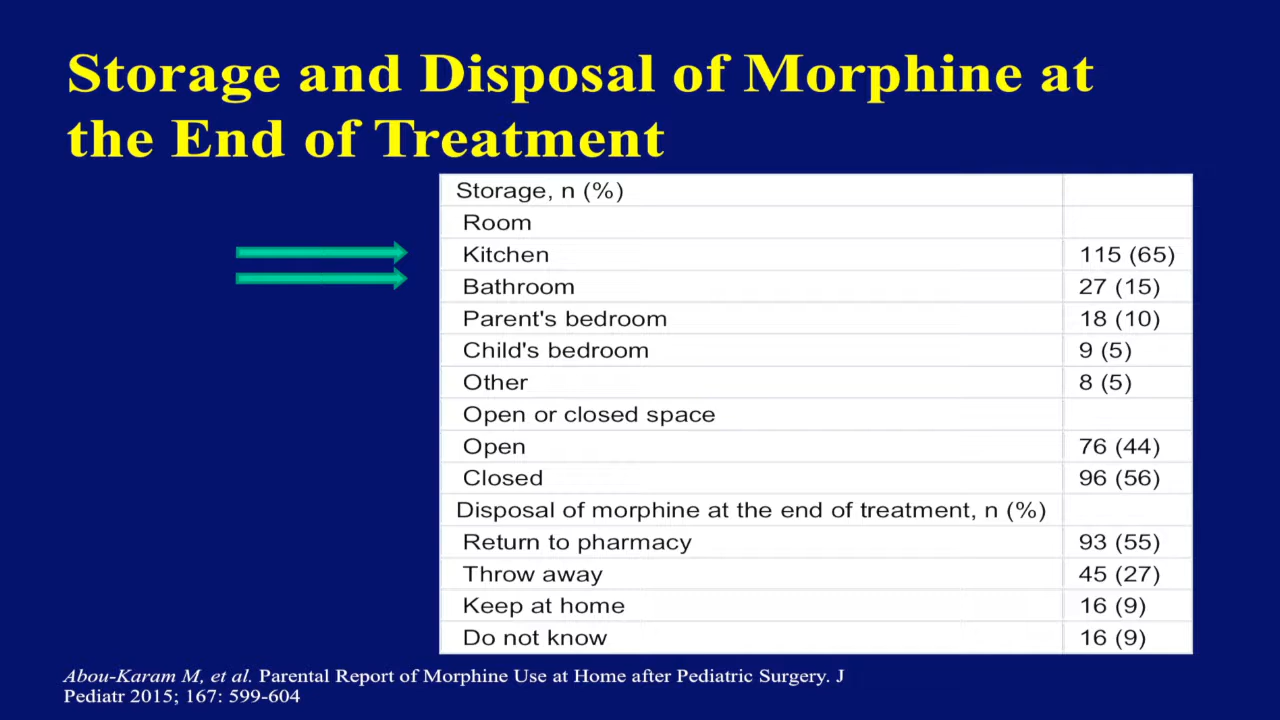 Storage and Disposal of Morphine at
the End of Treatment
Storage, n (%)
Room
Kitchen 115 (65)
Bathroom 27 (15)
Parent's bedroom 18 (10)
Child's bedroom 9 (5)
Other 8 (5)
Open or closed space
Open 76 (44)
Closed 96 (56)
Disposal of morphine at the end of treatment, n (%)
Return to pharmacy 93 (55)
Throw away 45 (27)
Keep at home 16 (9)
Do not know 16 (9)
Abou-Karam M, et al. Parental Report of Morphine Use at Home after Pediatric Surgery. J
Pediatr 2015; 167: 599-604